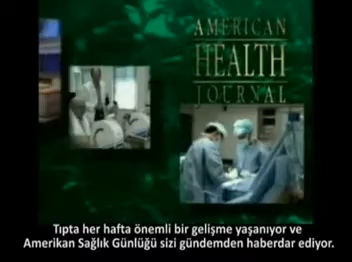 AMERICAN
HEALTH
JOURNAL
Tıpta her hafta önemli bir gelişme yaşanıyor ve
Amerikan Sağlık Günlüğü sizi gündemden haberdar ediyor.